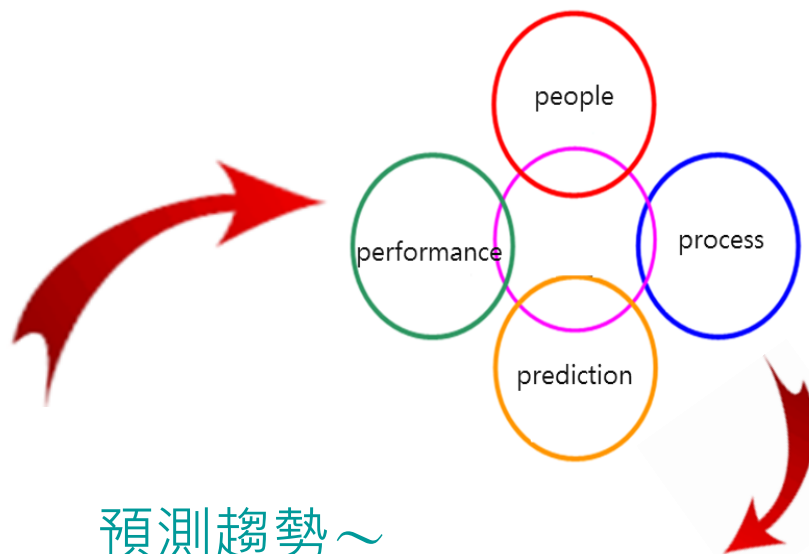 people
performance
process
prediction
預測趨勢～